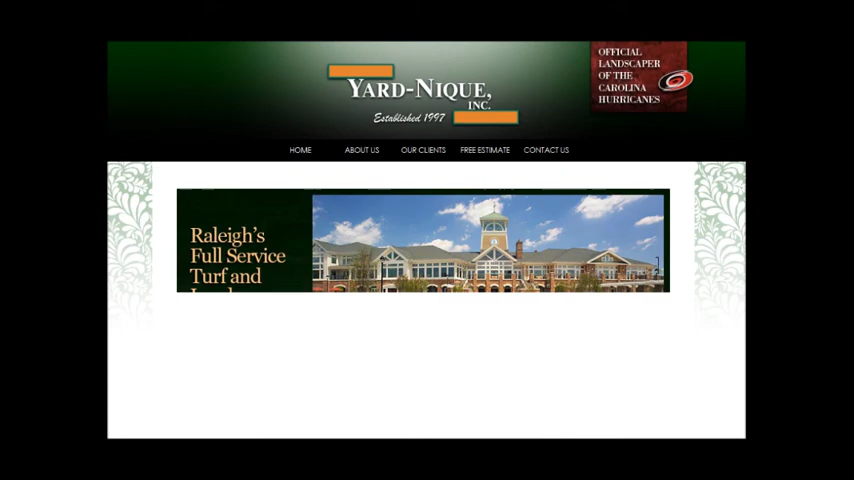 OFFICIAL
LANDSCAPER
OF THE
CAROLINA
HURRICANES
YARD-NIQUE,
INC.
Established 1997
HOME ABOUT US OUR CLIENTS FREE ESTIMATE CONTACT US
Raleigh's
Full Service
Turf and